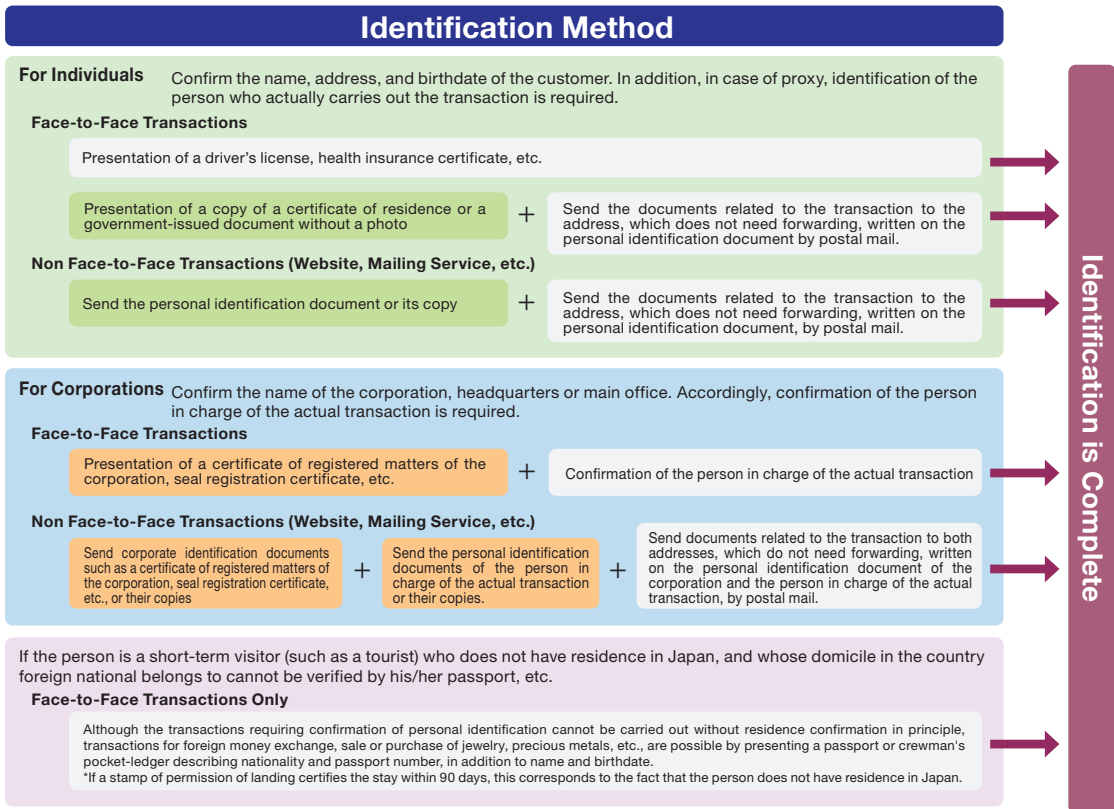 Identification Method
For Individuals Confirm the name, address, and birthdate of the customer. In addition, in case of proxy, identification of the
person who actually carries out the transaction is required.
Face-to-Face Transactions
Presentation of a driver's license, health insurance certificate, etc.
Presentation of a copy of a certificate of residence or a
government-issued document without a photo
+
Send the documents related to the transaction to the
address, which does not need forwarding, written on the
personal identification document by postal mail.
Non Face-to-Face Transactions (Website, Mailing Service, etc.)
Send the personal identification document or its copy
+
Send the documents related to the transaction to the
address, which does not need forwarding, written on the
personal identification document, by postal mail.
For Corporations Confirm the name of the corporation, headquarters or main office. Accordingly, confirmation of the person
in charge of the actual transaction is required.
Face-to-Face Transactions
Presentation of a certificate of registered matters of the
corporation, seal registration certificate, etc.
+
Confirmation of the person in charge of the actual transaction
Non Face-to-Face Transactions (Website, Mailing Service, etc.)
Send corporate identification documents
such as a certificate of registered matters of
the corporation, seal registration certificate,
etc., or their copies
+
Send the personal identification
documents of the person in
charge of the actual transaction
or their copies.
+
Send documents related to the transaction to both
addresses, which do not need forwarding, written
on the personal identification document of the
corporation and the person in charge of the actual
transaction, by postal mail.
If the person is a short-term visitor (such as a tourist) who does not have residence in Japan, and whose domicile in the country
foreign national belongs to cannot be verified by his/her passport, etc.
Face-to-Face Transactions Only
Although the transactions requiring confirmation of personal identification cannot be carried out without residence confirmation in principle,
transactions for foreign money exchange, sale or purchase of jewelry, precious metals, etc., are possible by presenting a passport or crewman's
pocket-ledger describing nationality and passport number, in addition to name and birthdate.
*If a stamp of permission of landing certifies the stay within 90 days, this corresponds to the fact that the person does not have residence in Japan.
Identification is Complete